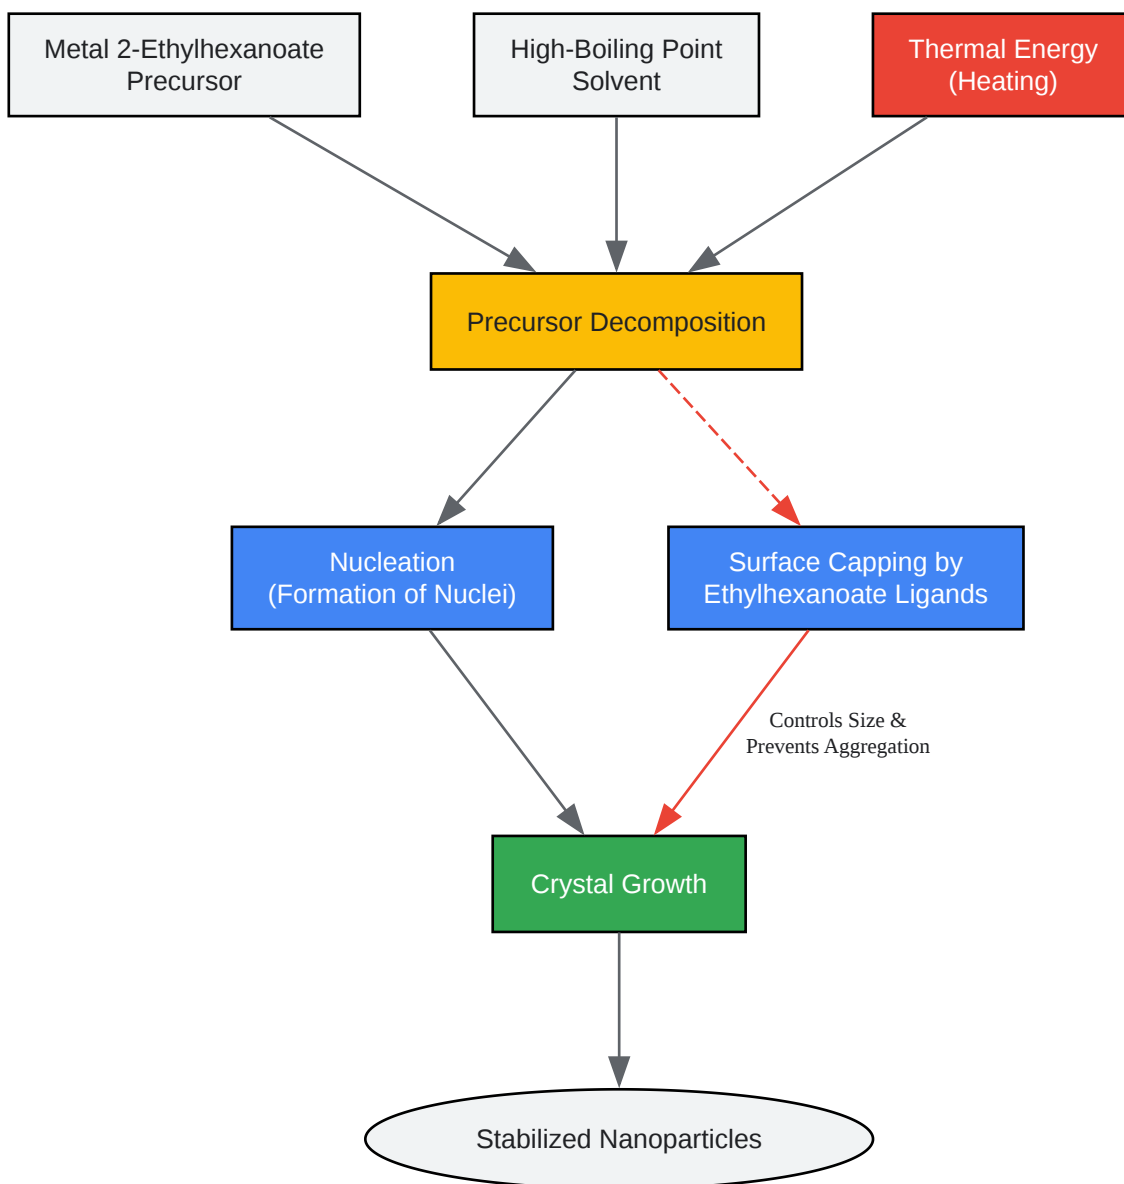 Metal 2-Ethylhexanoate
Precursor
High-Boiling Point
Solvent
Thermal Energy
(Heating)
Precursor Decomposition
Nucleation
(Formation of Nuclei)
Surface Capping by
Ethylhexanoate Ligands
Controls Size &
Prevents Aggregation
Crystal Growth
Stabilized Nanoparticles